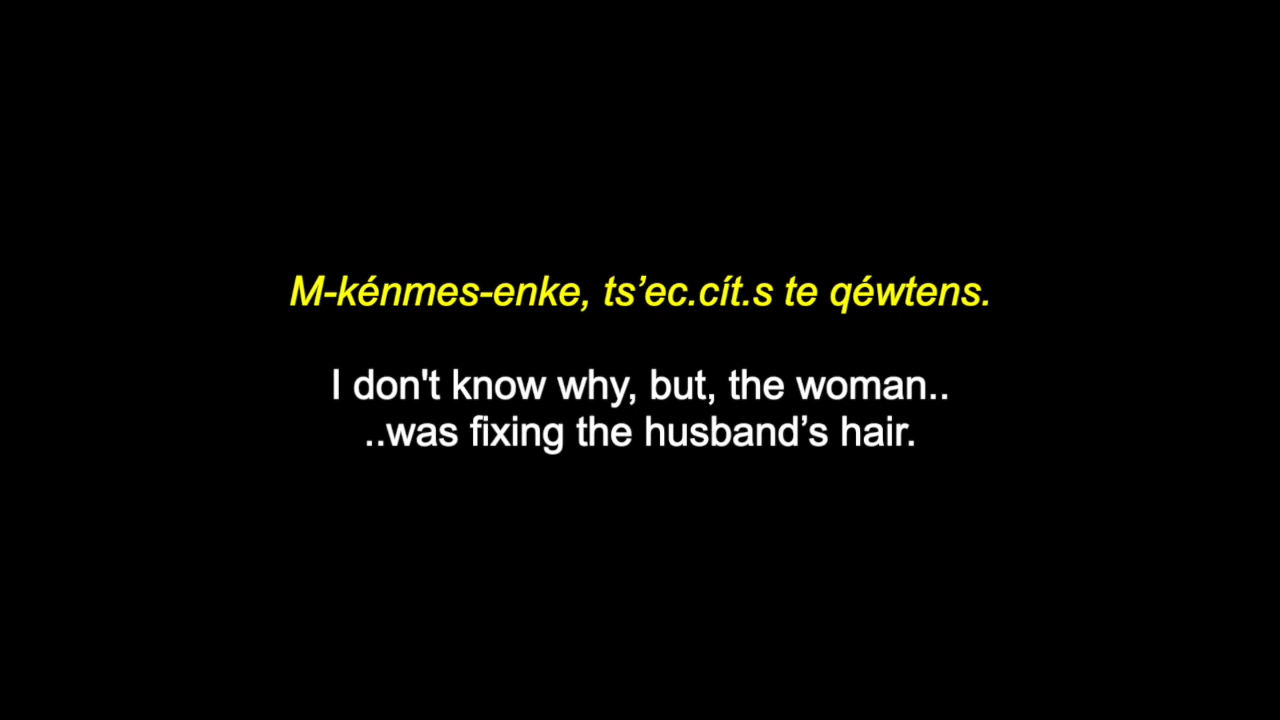 M-kénmes-enke, ts’ec.cít.s te qéwtens.
I don't know why, but, the woman..
..was fixing the husband’s hair.